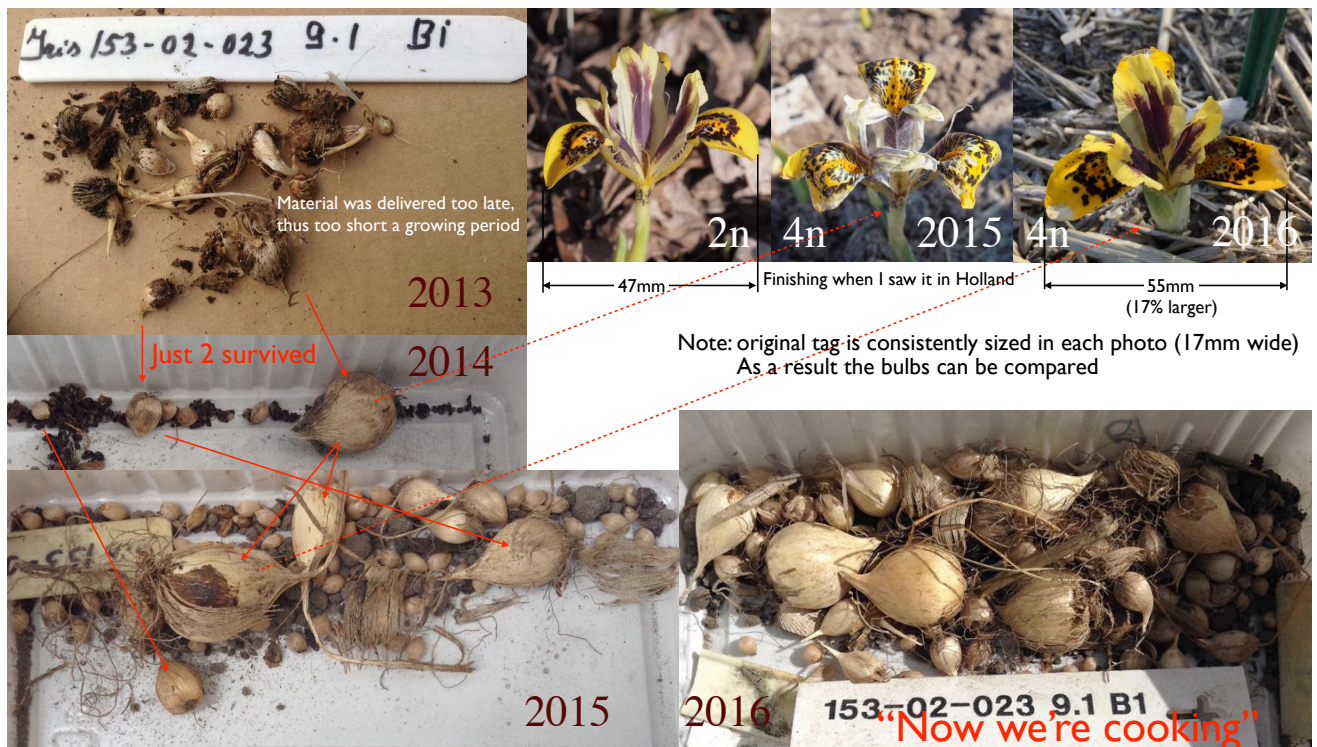 Iris 153-02-023 9.1 Bi
Material was delivered too late,
thus too short a growing period
2013
2n
4n
2015
4n
2016
47mm
Finishing when I saw it in Holland
55mm
(17% larger)
Note: original tag is consistently sized in each photo (17mm wide)
As a result the bulbs can be compared
Just 2 survived
2014
2015
2016
153-02-023 9.1 B1
“Now we’re cooking”